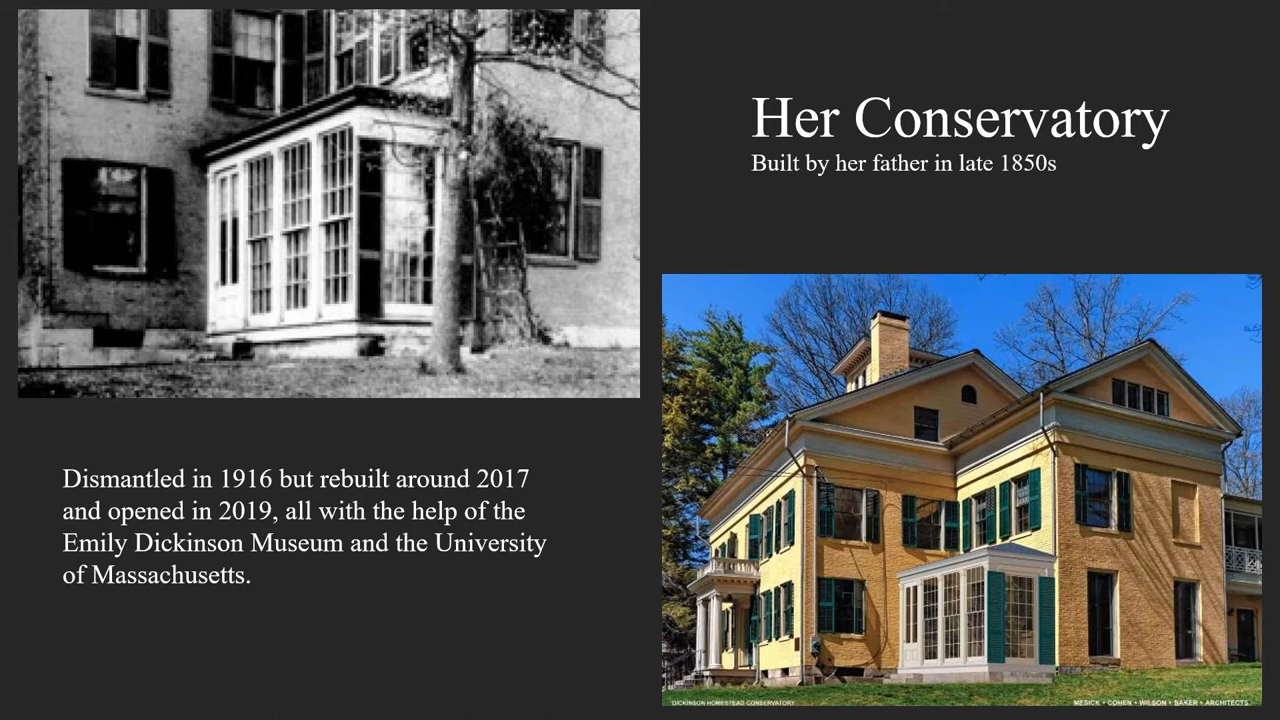 Her Conservatory
Built by her father in late 1850s
Dismantled in 1916 but rebuilt around 2017
and opened in 2019, all with the help of the
Emily Dickinson Museum and the University
of Massachusetts.
DICKINSON HOMESTEAD CONSERVATORY
MESICK • COHEN • WILSON • BAKER • ARCHITECTS